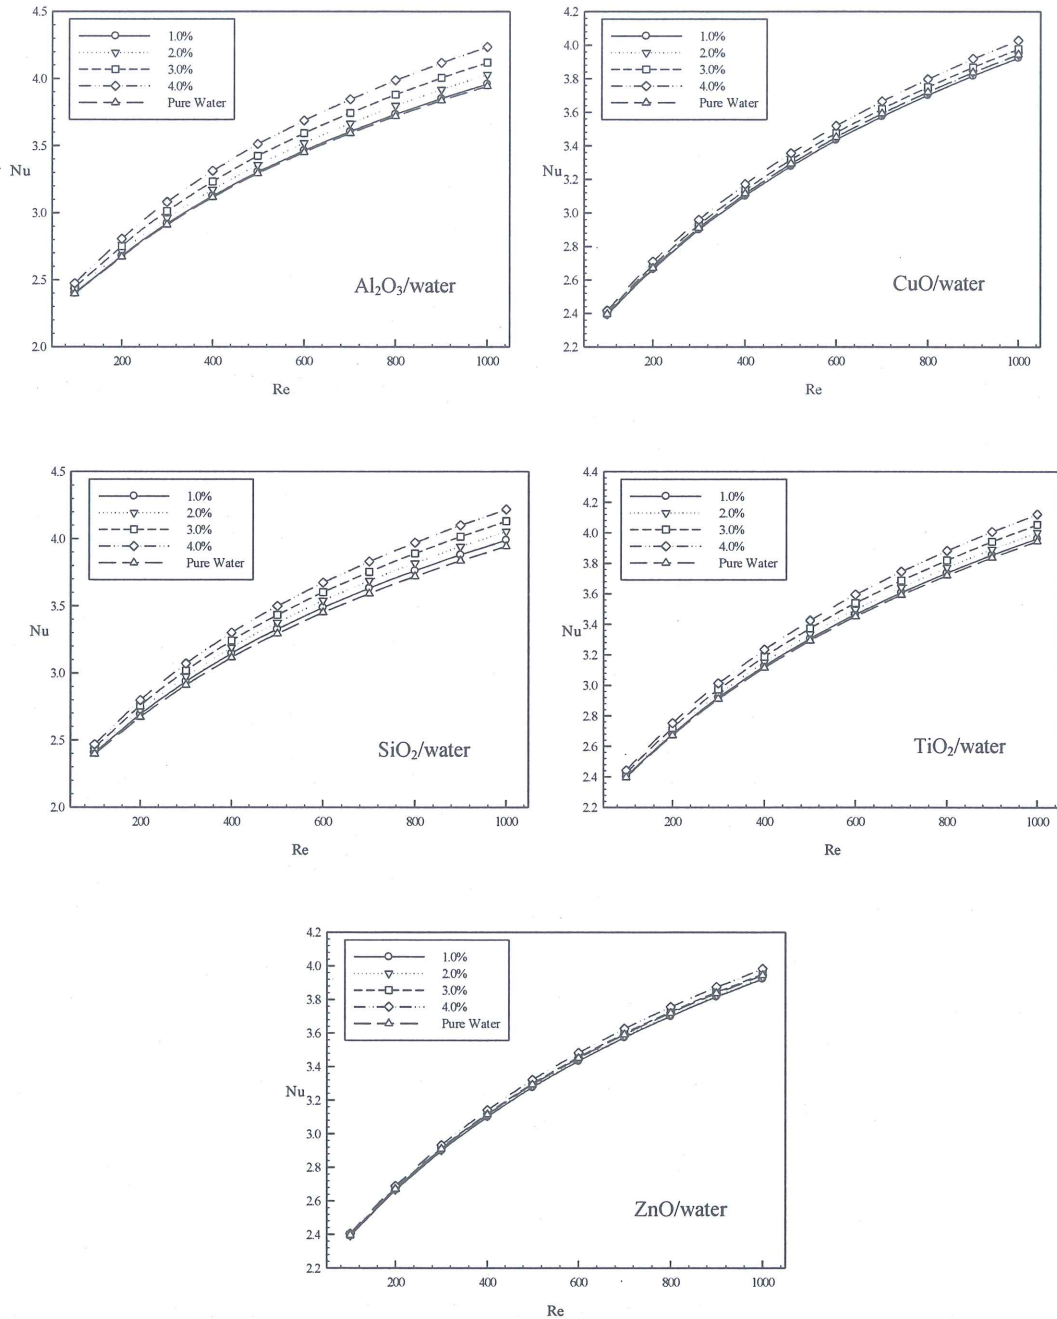 4.5
4.0
3.5
3.0
2.5
2.0
Nu
1.0%
2.0%
3.0%
4.0%
Pure Water
Al₂O₃/water
200 400 600 800 1000
Re
4.2
4.0
3.8
3.6
3.4
3.2
3.0
2.8
2.6
2.4
2.2
Nu
1.0%
2.0%
3.0%
4.0%
Pure Water
CuO/water
200 400 600 800 1000
Re
4.5
4.0
3.5
3.0
2.5
2.0
Nu
1.0%
2.0%
3.0%
4.0%
Pure Water
SiO₂/water
200 400 600 800 1000
Re
4.4
4.2
4.0
3.8
3.6
3.4
3.2
3.0
2.8
2.6
2.4
2.2
Nu
1.0%
2.0%
3.0%
4.0%
Pure Water
TiO₂/water
200 400 600 800 1000
Re
4.2
4.0
3.8
3.6
3.4
3.2
3.0
2.8
2.6
2.4
2.2
Nu
1.0%
2.0%
3.0%
4.0%
Pure Water
ZnO/water
200 400 600 800 1000
Re